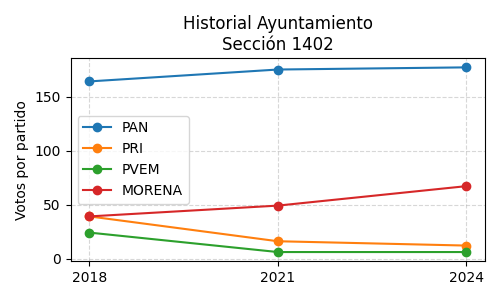 Historial Ayuntamiento
Sección 1402
Votos por partido
150
100
50
0
PAN
PRI
PVEM
MORENA
2018
2021
2024